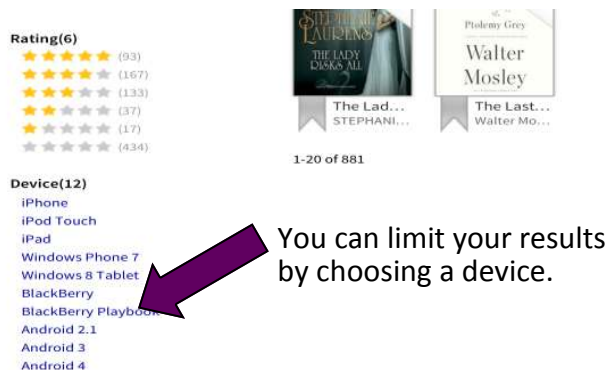 Rating(6)
(93)
(167)
(133)
(37)
(17)
(434)
Device(12)
iPhone
iPod Touch
iPad
Windows Phone 7
Windows 8 Tablet
BlackBerry
BlackBerry Playbook
Android 2.1
Android 3
Android 4
STEPHANIE
LAURENS
THE LADY
RISKS ALL
The Lad...
STEPHANI...
Ptolemy Grey
Walter
Mosley
The Last...
Walter Mo...
1-20 of 881
You can limit your results
by choosing a device.